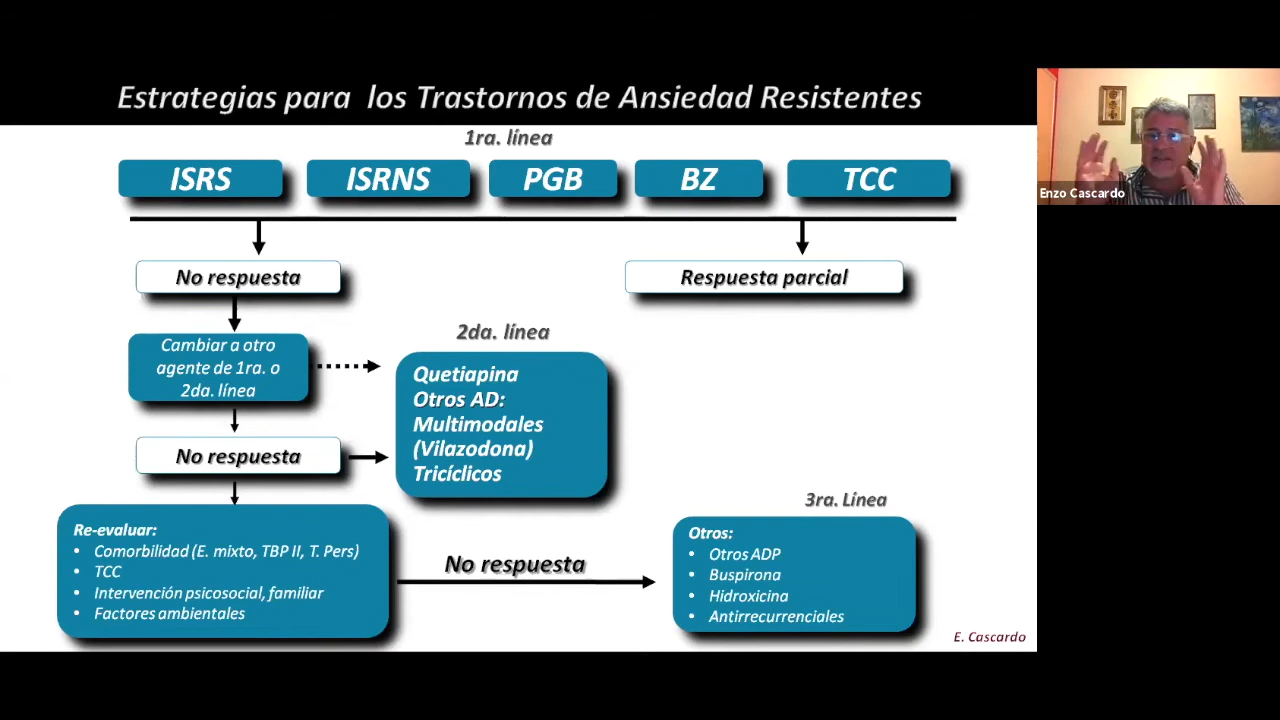 Estrategias para los Trastornos de Ansiedad Resistentes
1ra. línea
ISRS
ISRNS
PGB
BZ
TCC
No respuesta
Respuesta parcial
Cambiar a otro
agente de 1ra. o
2da. línea
2da. línea
Quetiapina
Otros AD:
Multimodales
(Vilazodona)
Tricíclicos
No respuesta
Re-evaluar:
• Comorbilidad (E. mixto, TBP II, T. Pers)
• TCC
• Intervención psicosocial, familiar
• Factores ambientales
No respuesta
3ra. Línea
Otros:
• Otros ADP
• Buspirona
• Hidroxicina
• Antirrecurrenciales
E. Cascardo
Enzo Cascardo